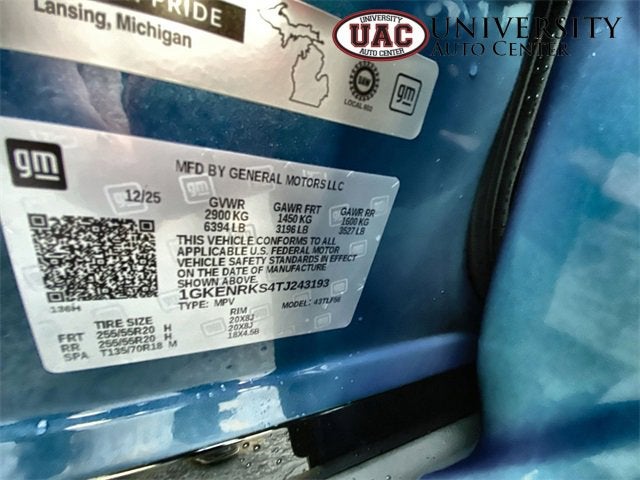 PRIDE
Lansing, Michigan
UAW
LOCAL 602
gm
UNIVERSITY
UAC
AUTO CENTER
UNIVERSITY
AUTO CENTER
gm
MFD BY GENERAL MOTORS LLC
12/25
GVWR GAWR FRT GAWR RR
2900 KG 1450 KG 1600 KG
6394 LB 3196 LB 3527 LB
THIS VEHICLE CONFORMS TO ALL
APPLICABLE U.S. FEDERAL MOTOR
VEHICLE SAFETY STANDARDS IN EFFECT
ON THE DATE OF MANUFACTURE
SHOWN ABOVE.
1GKENRKS4TJ243193
TYPE: MPV MODEL:
136H
TIRE SIZE RIM
FRT 255/55R20 H 20X8J
RR 255/55R20 H 20X8J
SPA T135/70R18 M 18X4.5B